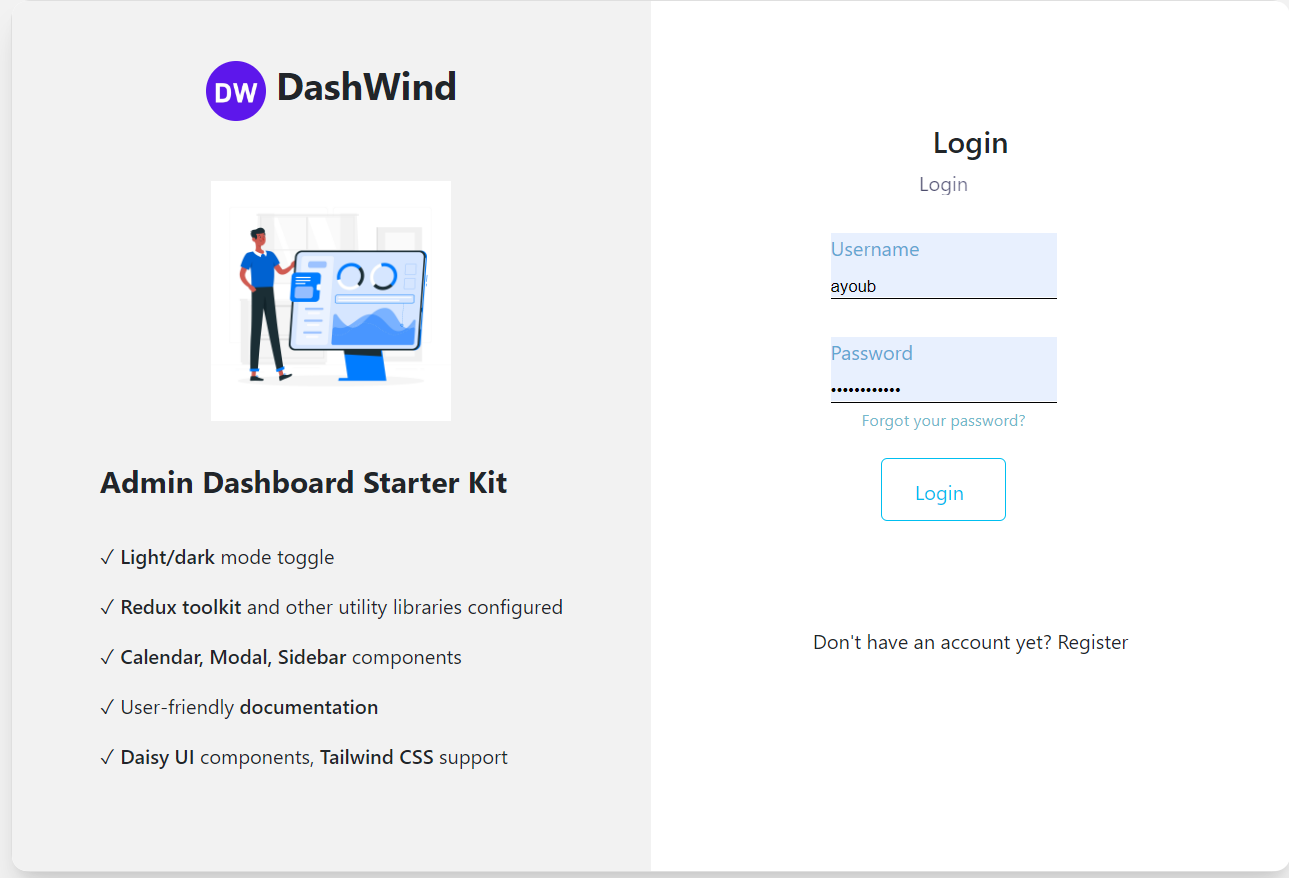 DW DashWind
Admin Dashboard Starter Kit
✓ Light/dark mode toggle
✓ Redux toolkit and other utility libraries configured
✓ Calendar, Modal, Sidebar components
✓ User-friendly documentation
✓ Daisy UI components, Tailwind CSS support
Login
Login
Username
ayoub
Password
••••••••••••
Forgot your password?
Login
Don't have an account yet? Register